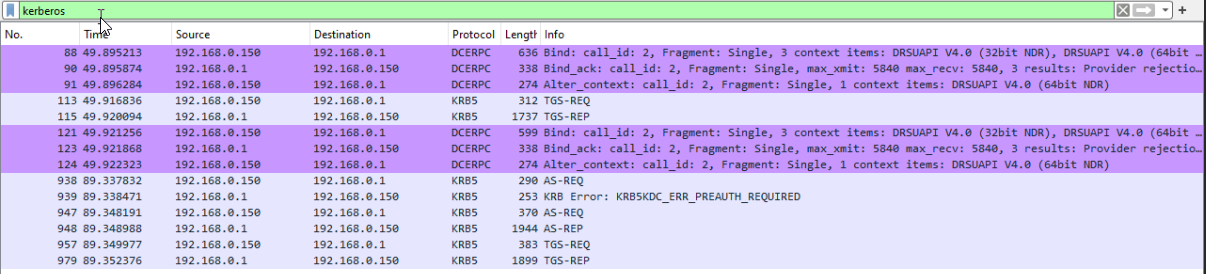 kerberos
No. Time Source Destination Protocol Length Info
88 49.895213 192.168.0.150 192.168.0.1 DCERPC 636 Bind: call_id: 2, Fragment: Single, 3 context items: DRSUAPI V4.0 (32bit NDR), DRSUAPI V4.0 (64bit …
90 49.895874 192.168.0.1 192.168.0.150 DCERPC 338 Bind_ack: call_id: 2, Fragment: Single, max_xmit: 5840 max_recv: 5840, 3 results: Provider rejectio…
91 49.896284 192.168.0.150 192.168.0.1 DCERPC 274 Alter_context: call_id: 2, Fragment: Single, 1 context items: DRSUAPI V4.0 (64bit NDR)
113 49.916836 192.168.0.150 192.168.0.1 KRB5 312 TGS-REQ
115 49.920094 192.168.0.1 192.168.0.150 KRB5 1737 TGS-REP
121 49.921256 192.168.0.150 192.168.0.1 DCERPC 599 Bind: call_id: 2, Fragment: Single, 3 context items: DRSUAPI V4.0 (32bit NDR), DRSUAPI V4.0 (64bit …
123 49.921868 192.168.0.1 192.168.0.150 DCERPC 338 Bind_ack: call_id: 2, Fragment: Single, max_xmit: 5840 max_recv: 5840, 3 results: Provider rejectio…
124 49.922323 192.168.0.150 192.168.0.1 DCERPC 274 Alter_context: call_id: 2, Fragment: Single, 1 context items: DRSUAPI V4.0 (64bit NDR)
938 89.337832 192.168.0.150 192.168.0.1 KRB5 290 AS-REQ
939 89.338471 192.168.0.1 192.168.0.150 KRB5 253 KRB Error: KRB5KDC_ERR_PREAUTH_REQUIRED
947 89.348191 192.168.0.150 192.168.0.1 KRB5 370 AS-REQ
948 89.348988 192.168.0.1 192.168.0.150 KRB5 1944 AS-REP
957 89.349977 192.168.0.150 192.168.0.1 KRB5 383 TGS-REQ
979 89.352376 192.168.0.1 192.168.0.150 KRB5 1899 TGS-REP